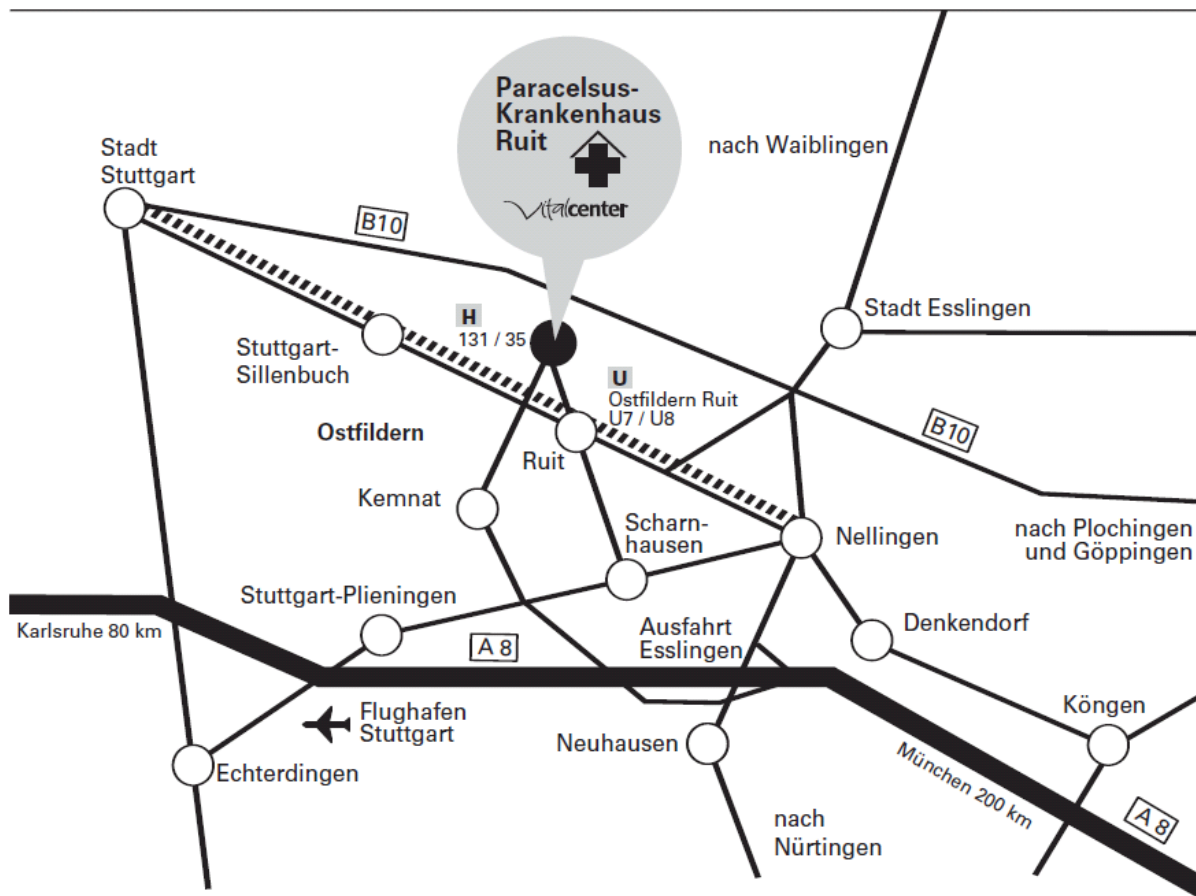 Paracelsus-
Krankenhaus
Ruit
Vitalcenter
nach Waiblingen
Stadt
Stuttgart
B10
Stadt Esslingen
H
131 / 35
Stuttgart-
Sillenbuch
U
Ostfildern Ruit
U7 / U8
B10
Ostfildern
Ruit
Kemnat
Scharn-
hausen
Nellingen
nach Plochingen
und Göppingen
Stuttgart-Plieningen
Karlsruhe 80 km
A 8
Ausfahrt
Esslingen
Denkendorf
Flughafen
Stuttgart
Köngen
Neuhausen
Echterdingen
München 200 km
A 8
nach
Nürtingen